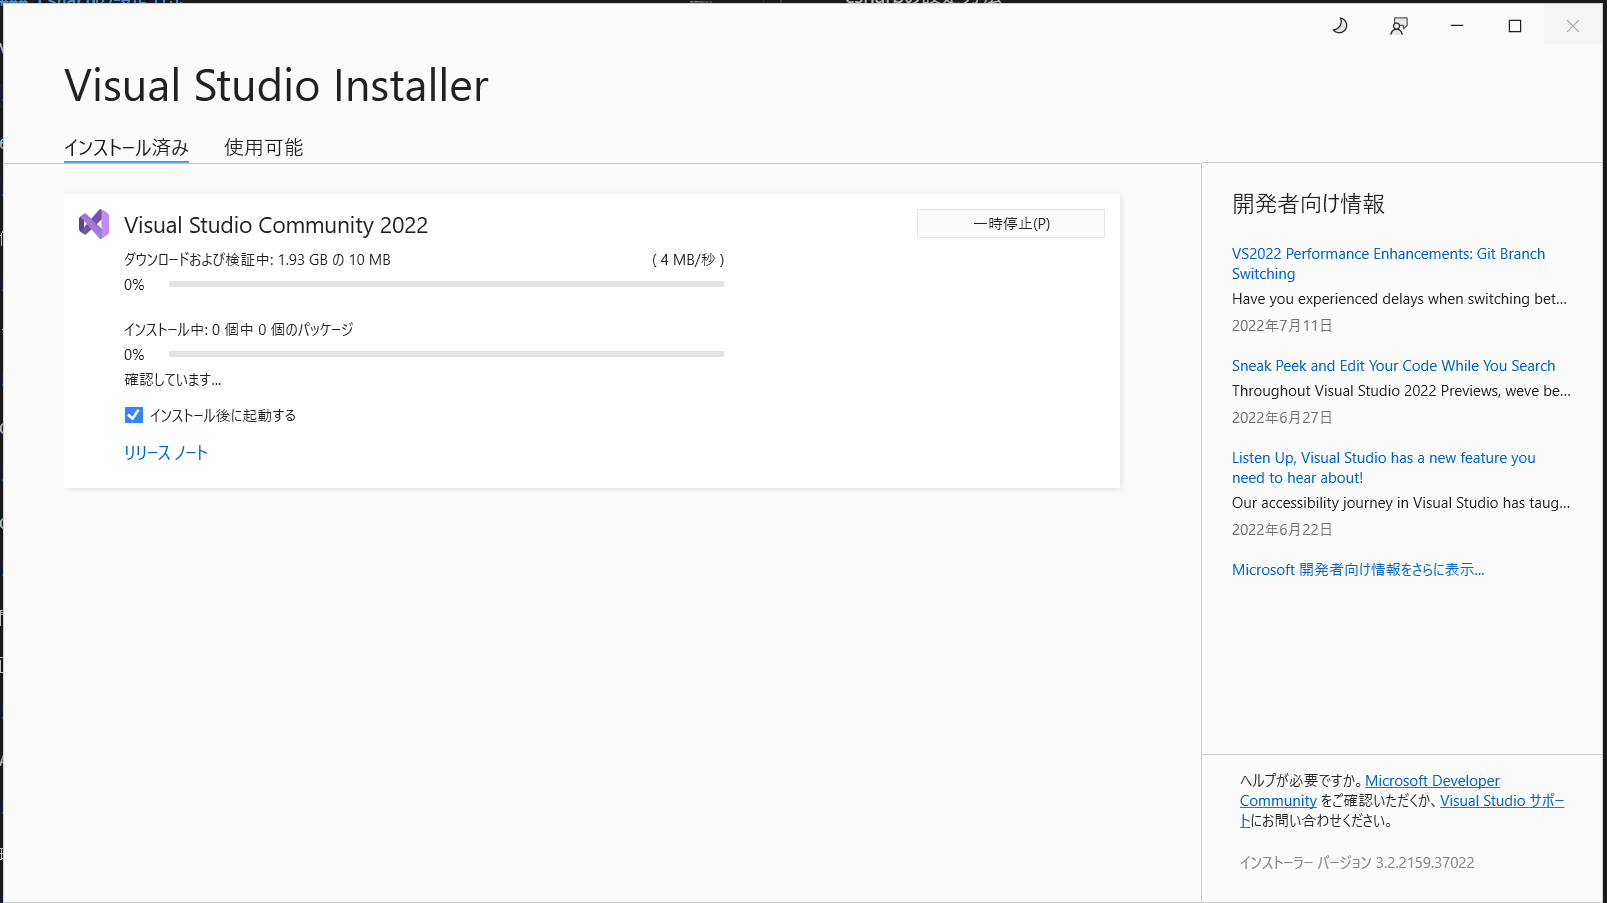 Visual Studio Installer
インストール済み
使用可能
Visual Studio Community 2022
一時停止(P)
ダウンロードおよび検証中: 1.93 GB の 10 MB
( 4 MB/秒 )
0%
インストール中: 0 個中 0 個のパッケージ
0%
確認しています...
インストール後に起動する
リリース ノート
開発者向け情報
VS2022 Performance Enhancements: Git Branch
Switching
Have you experienced delays when switching bet...
2022年7月11日
Sneak Peek and Edit Your Code While You Search
Throughout Visual Studio 2022 Previews, weve be...
2022年6月27日
Listen Up, Visual Studio has a new feature you
need to hear about!
Our accessibility journey in Visual Studio has taug...
2022年6月22日
Microsoft 開発者向け情報をさらに表示...
ヘルプが必要ですか。Microsoft Developer
Community をご確認いただくか、Visual Studio サポー
トにお問い合わせください。
インストーラー バージョン 3.2.2159.37022